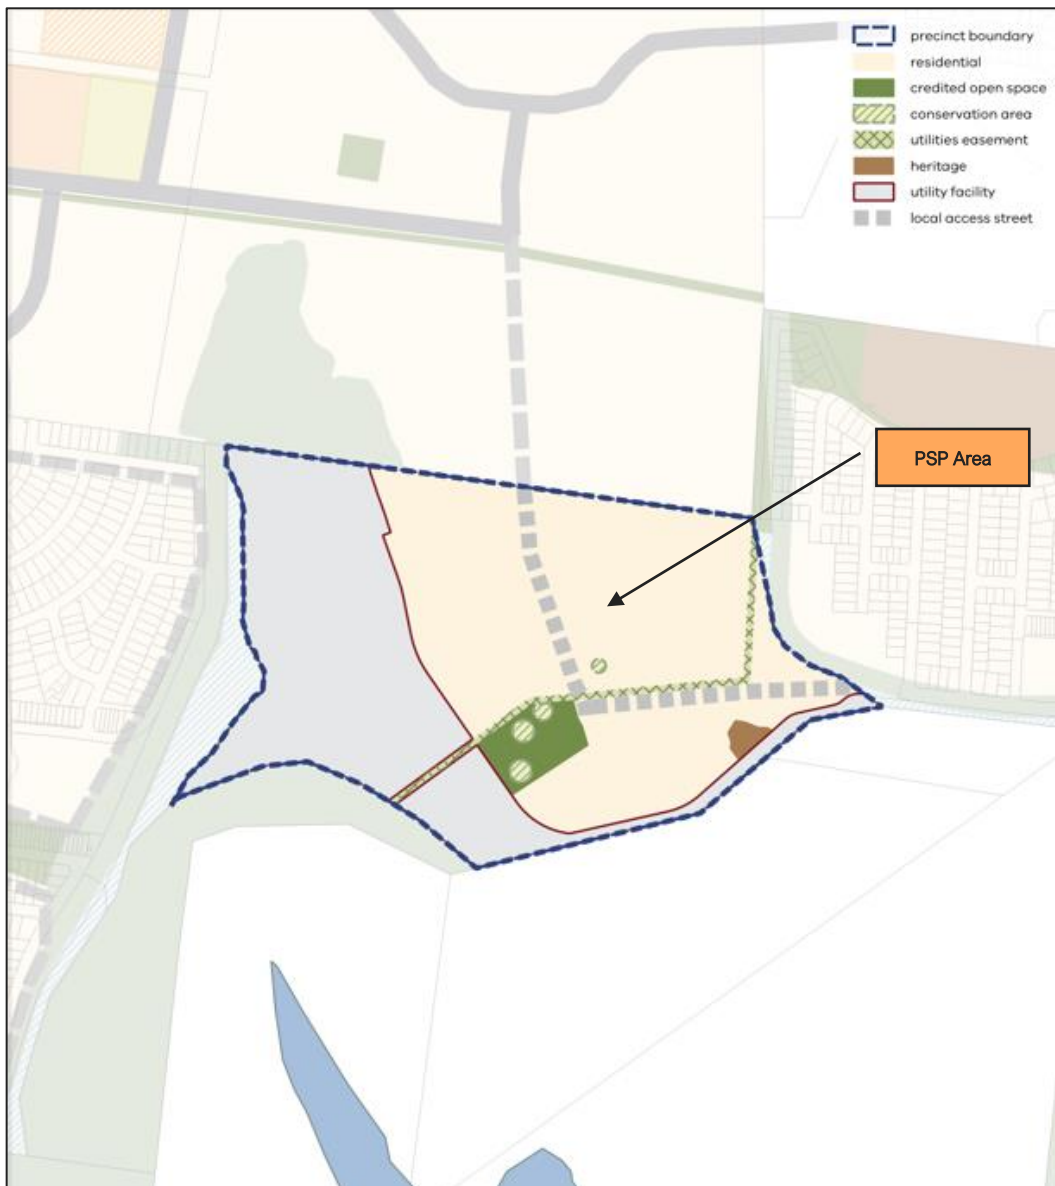 precinct boundary
residential
credited open space
conservation area
utilities easement
heritage
utility facility
local access street
PSP Area